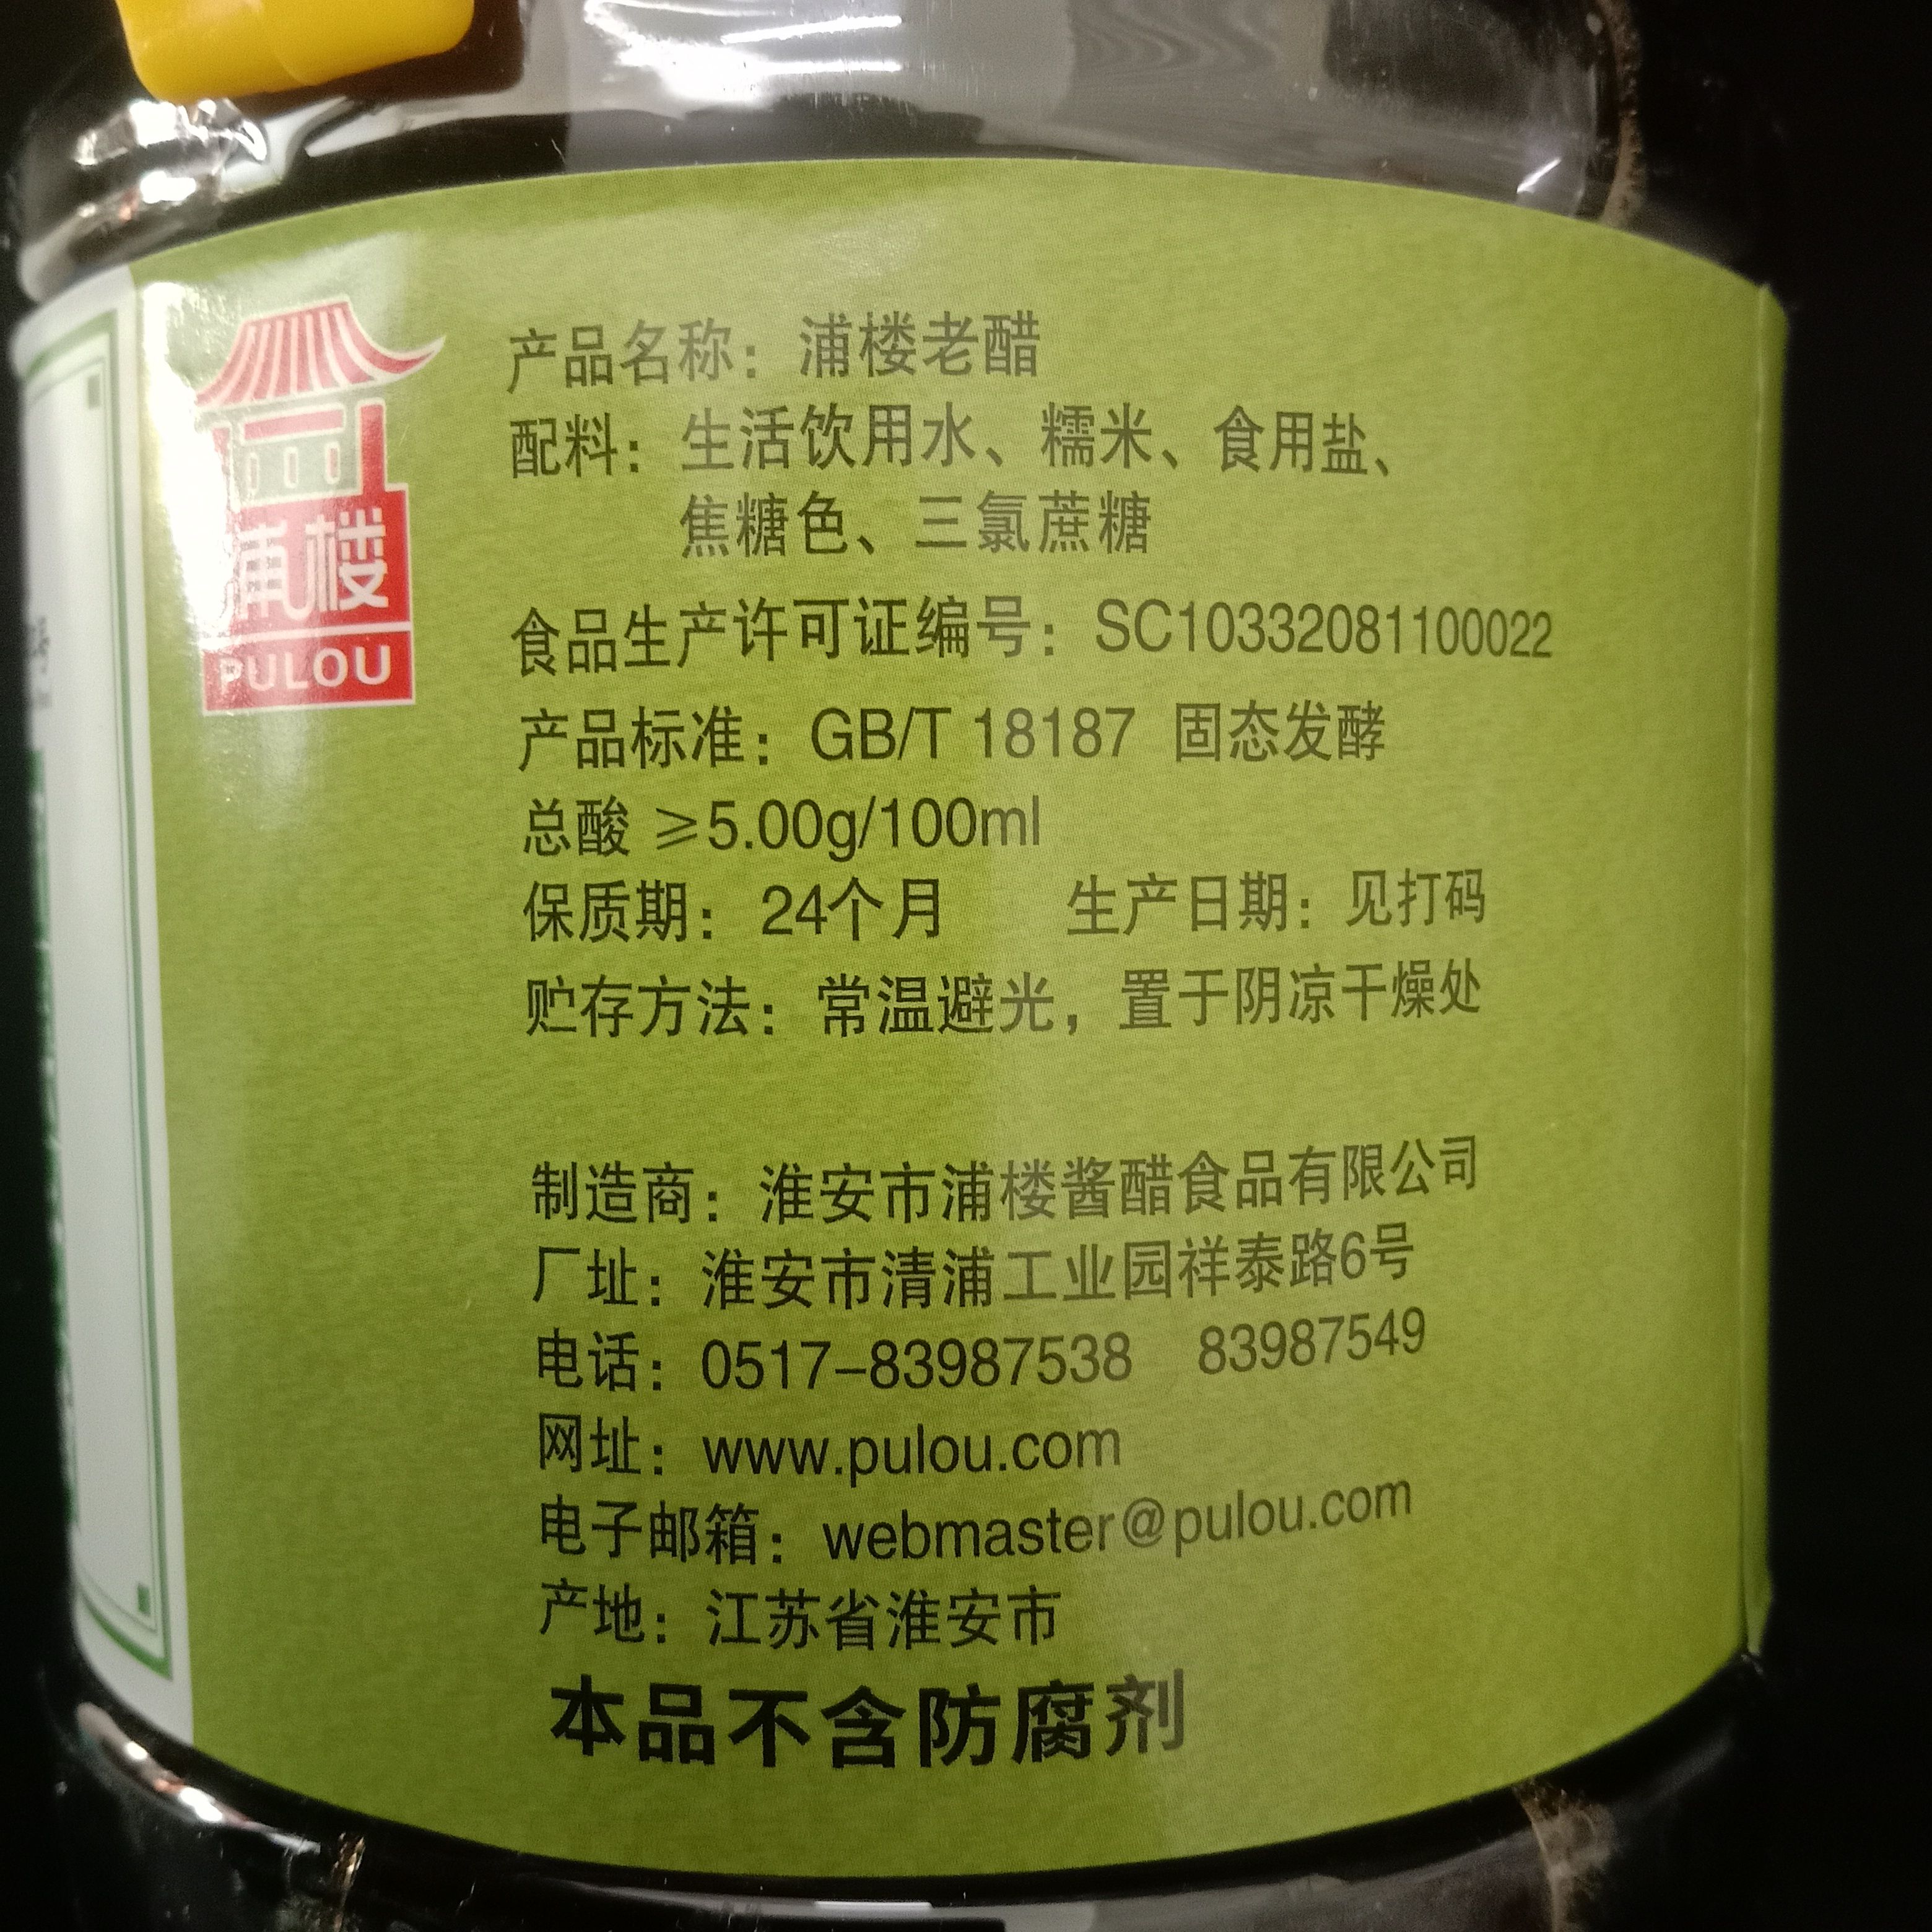 浦楼
PULOU
产品名称：浦楼老醋
配料：生活饮用水、糯米、食用盐、
焦糖色、三氯蔗糖
食品生产许可证编号：SC10332081100022
产品标准：GB/T 18187 固态发酵
总酸 ≥5.00g/100ml
保质期：24个月 生产日期：见打码
贮存方法：常温避光，置于阴凉干燥处
制造商：淮安市浦楼酱醋食品有限公司
厂址：淮安市清浦工业园祥泰路6号
电话：0517-83987538 83987549
网址：www.pulou.com
电子邮箱：webmaster@pulou.com
产地：江苏省淮安市
本品不含防腐剂